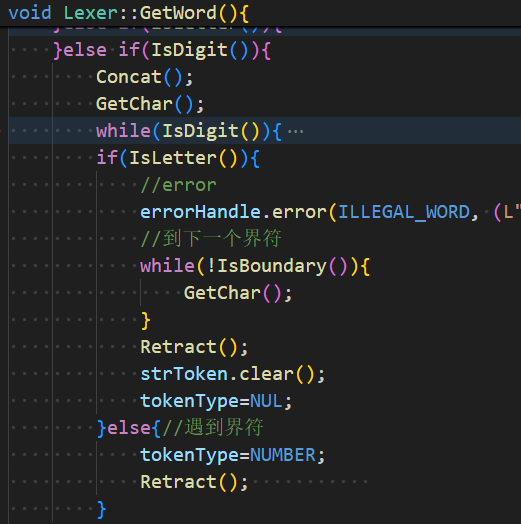 void Lexer::GetWord(){
}else if(IsDigit()){
Concat();
GetChar();
while(IsDigit()){…
if(IsLetter()){
//error
errorHandle.error(ILLEGAL_WORD, (L"
//到下一个界符
while(!IsBoundary()){
GetChar();
}
Retract();
strToken.clear();
tokenType=NUL;
}else{//遇到界符
tokenType=NUMBER;
Retract();
}